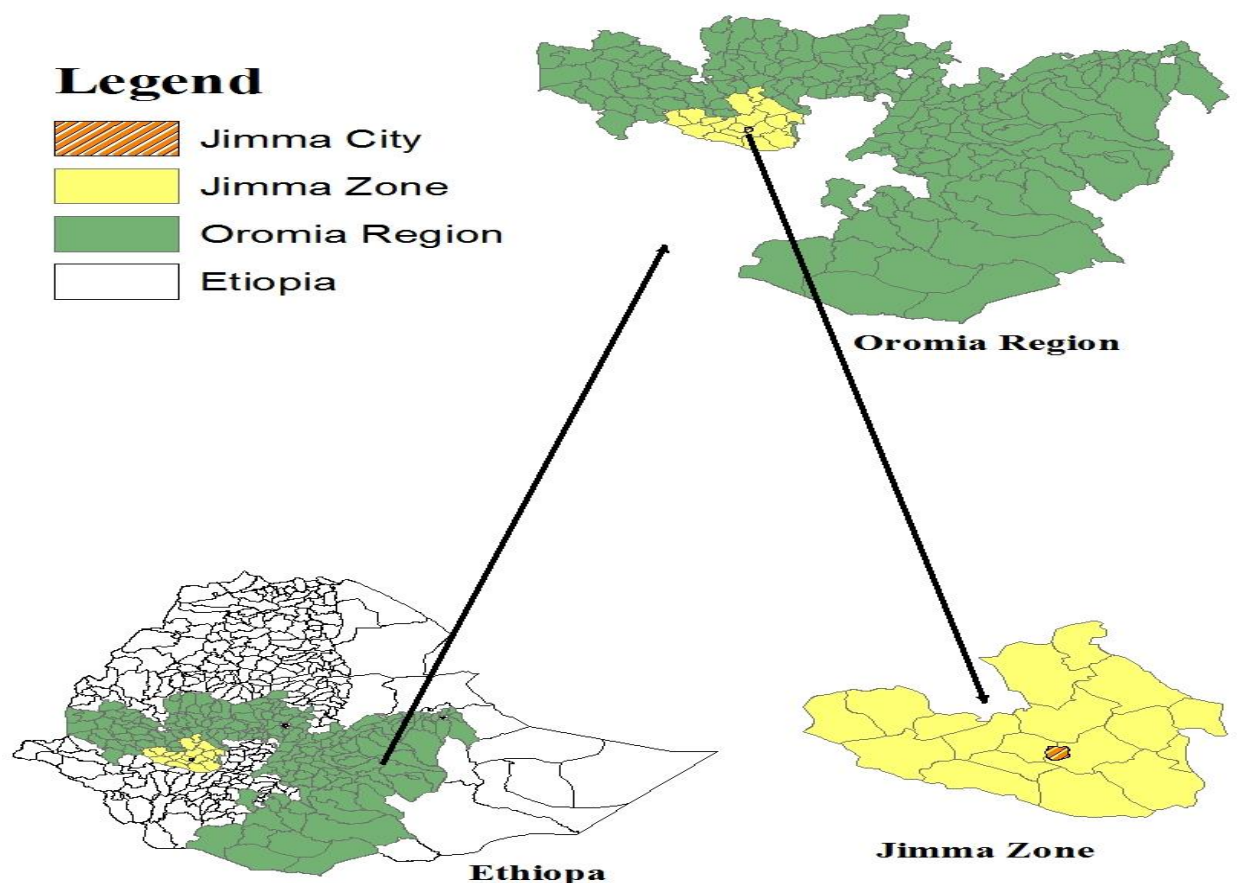 Legend
Jimma City
Jimma Zone
Oromia Region
Etiopia
Oromia Region
Ethiopa
Jimma Zone